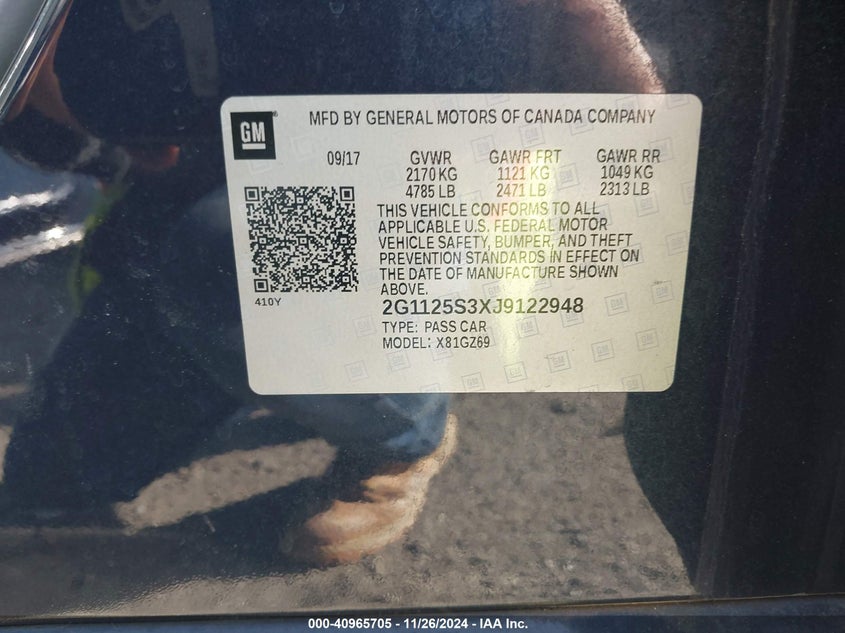 GM
MFD BY GENERAL MOTORS OF CANADA COMPANY
09/17 GVWR GAWR FRT GAWR RR
2170 KG 1121 KG 1049 KG
4785 LB 2471 LB 2313 LB
THIS VEHICLE CONFORMS TO ALL
APPLICABLE U.S. FEDERAL MOTOR
VEHICLE SAFETY, BUMPER, AND THEFT
PREVENTION STANDARDS IN EFFECT ON
THE DATE OF MANUFACTURE SHOWN
ABOVE.
410Y
2G1125S3XJ9122948
TYPE: PASS CAR
MODEL: X81GZ69
000-40965705 - 11/26/2024 - IAA Inc.